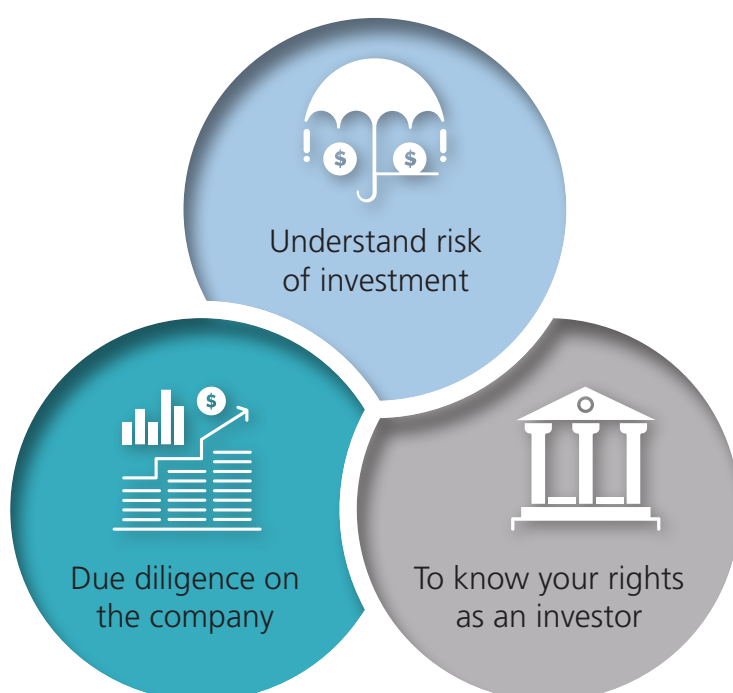 $ $
Understand risk
of investment
$
Due diligence on
the company
To know your rights
as an investor